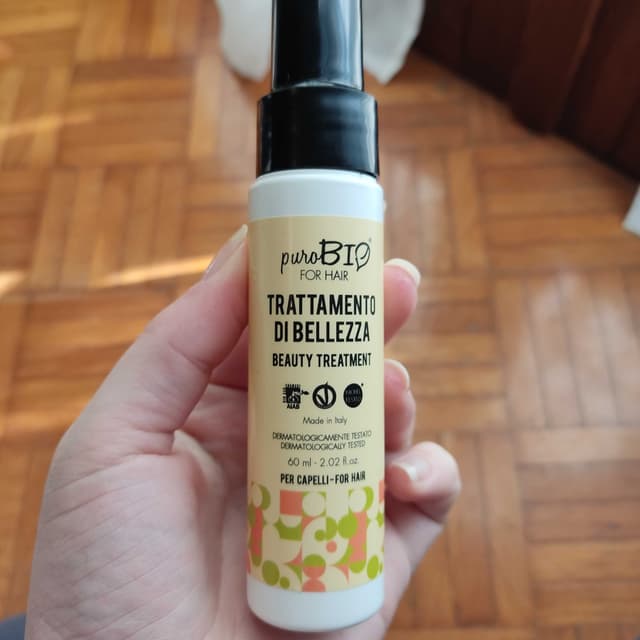 puroBIO®
FOR HAIR
TRATTAMENTO
DI BELLEZZA
BEAUTY TREATMENT
AIAB
Made in Italy
DERMATOLOGICAMENTE TESTATO
DERMATOLOGICALLY TESTED
60 ml - 2.02 fl.oz.
PER CAPELLI-FOR HAIR